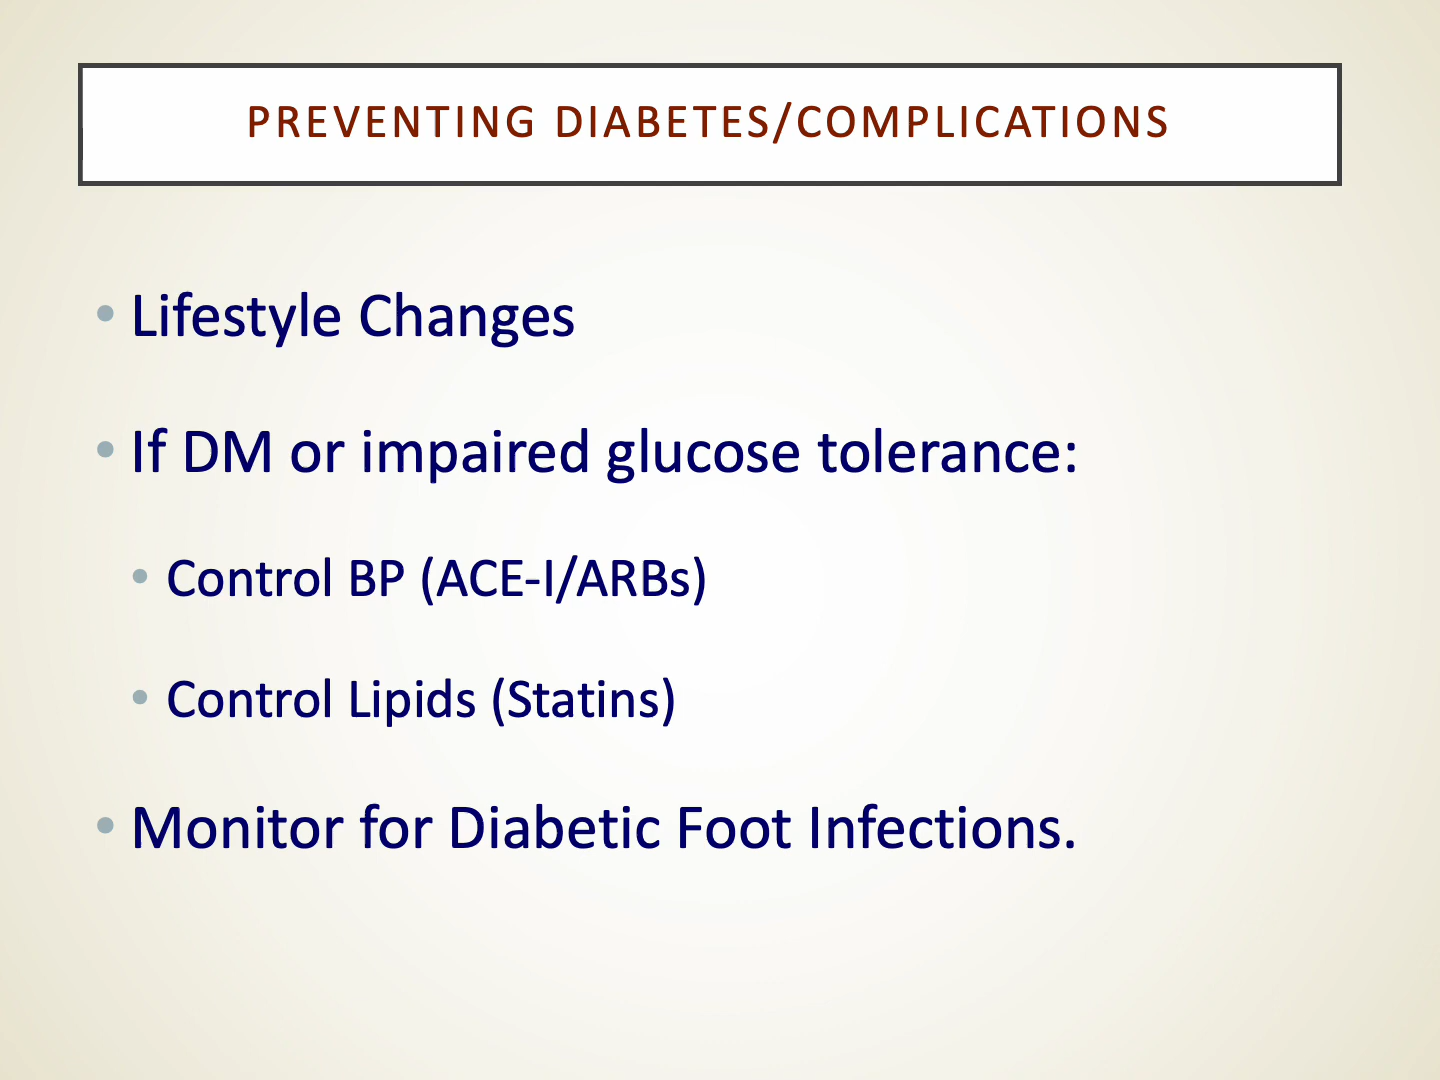 PREVENTING DIABETES/COMPLICATIONS
• Lifestyle Changes
• If DM or impaired glucose tolerance:
• Control BP (ACE-I/ARBs)
• Control Lipids (Statins)
• Monitor for Diabetic Foot Infections.